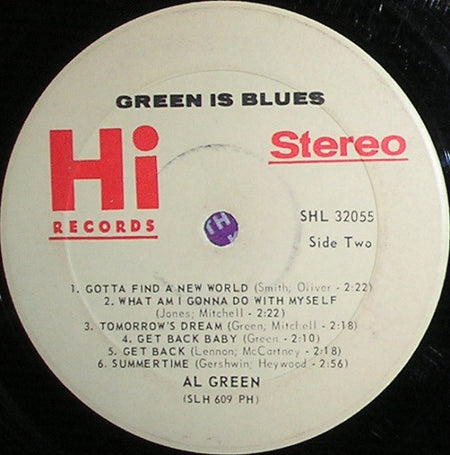 GREEN IS BLUES
Hi
RECORDS
Stereo
TH
SHL 32055
Side Two
1. GOTTA FIND A NEW WORLD (Smith, Oliver - 2:22)
2. WHAT AM I GONNA DO WITH MYSELF
(Jones; Mitchell - 2:22)
3. TOMORROW'S DREAM (Green; Mitchell - 2:18)
4. GET BACK BABY (Green - 2:10)
5. GET BACK (Lennon; McCartney - 2:18)
6. SUMMERTIME (Gershwin; Heywood - 2:56)
AL GREEN
(SLH 609 PH)